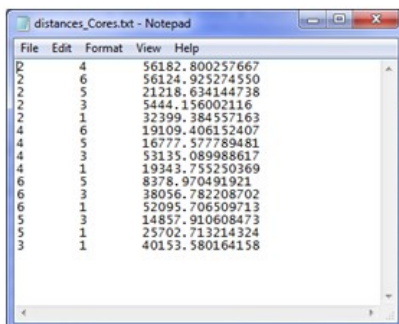 distances_Cores.txt - Notepad
File Edit Format View Help
2 4 56182.800257667
2 6 56124.925274550
2 5 21218.634144738
2 3 5444.156002116
2 1 32399.384557163
4 6 19109.406152407
4 5 16777.577789481
4 3 53135.089988617
4 1 19343.755250369
6 5 8378.970491921
6 3 38056.782208702
6 1 52095.706509713
5 3 14857.910608473
5 1 25702.713214324
3 1 40153.580164158